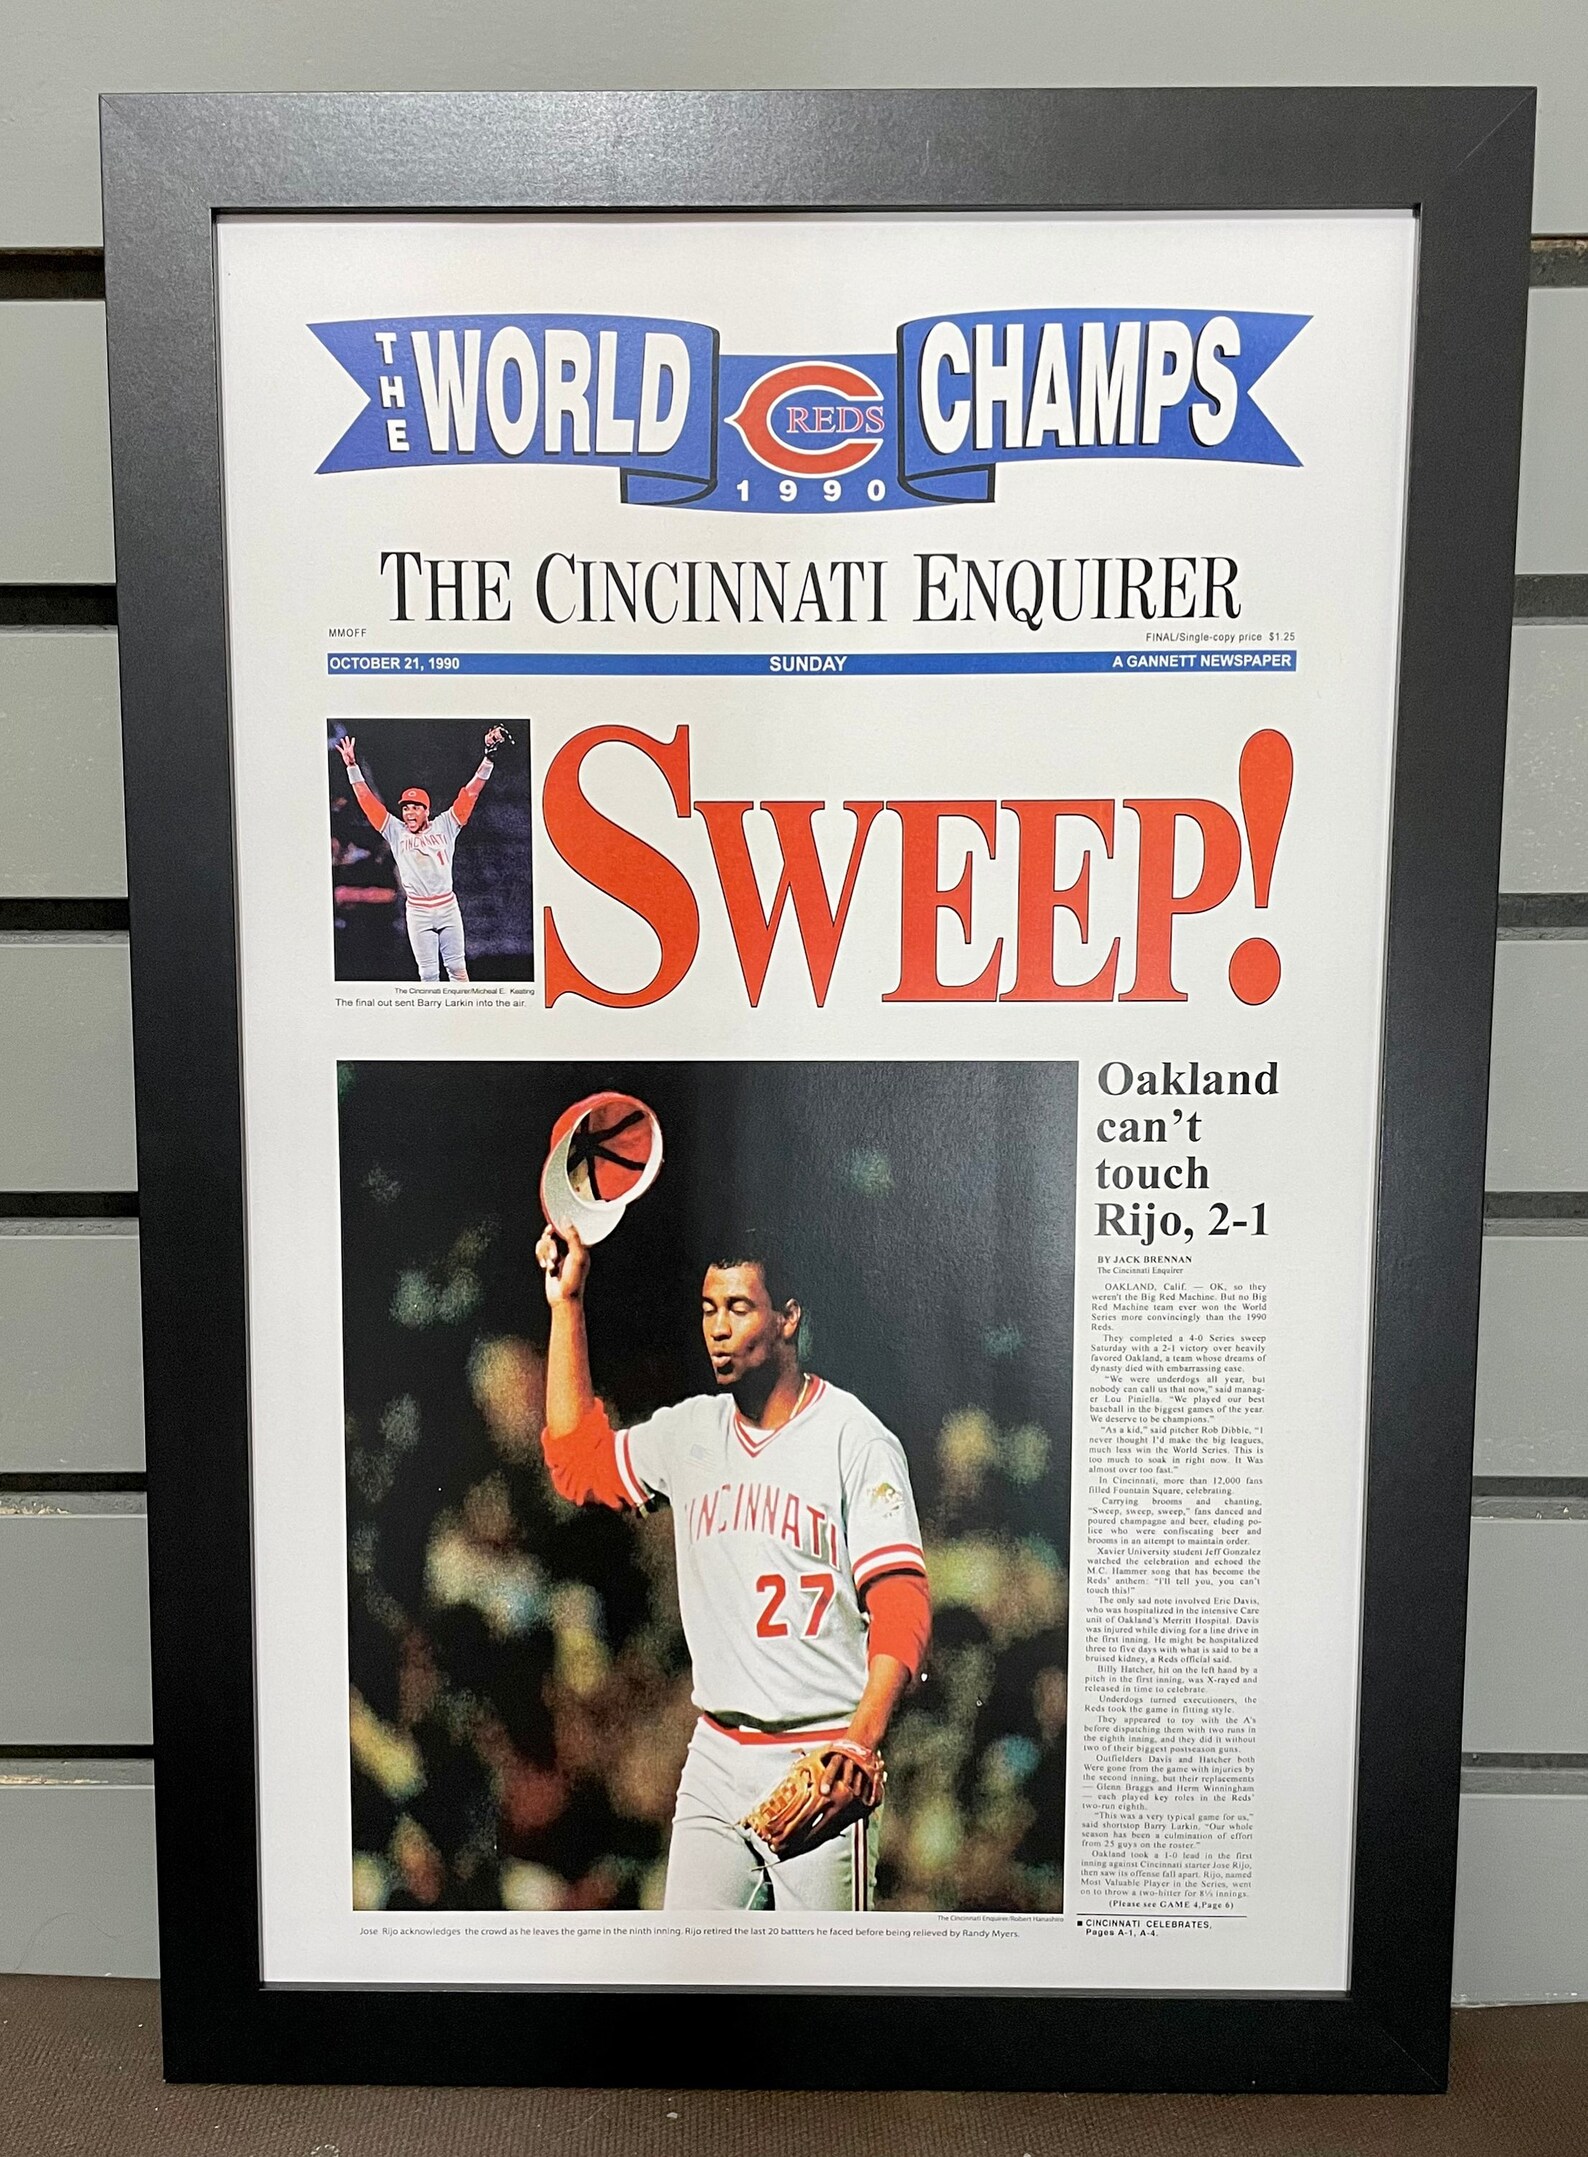 THE WORLD CHAMPS
REDS
1990
THE CINCINNATI ENQUIRER
MMOFF
FINAL/Single-copy price $1.25
OCTOBER 21, 1990 SUNDAY A GANNETT NEWSPAPER
SWEEP!
CINCINNATI
1
The Cincinnati Enquirer/Micheal E. Keating
The final out sent Barry Larkin into the air.
CINCINNATI
27
The Cincinnati Enquirer/Robert
Jose Rijo acknowledges the crowd as he leaves the game in the ninth inning. Rijo retired the last 20 battters he faced before being relieved by Randy Myers.
Oakland
can't
touch
Rijo, 2-1
BY JACK BRENNAN
The Cincinnati Enquirer
OAKLAND, Calif. — OK, so they
weren't the Big Red Machine. But no Big
Red Machine team ever won the World
Series more convincingly than the 1990
Reds.
They completed a 4-0 Series sweep
Saturday with a 2-1 victory over heavily
favored Oakland, a team whose dreams of
dynasty died with embarrassing ease.
"We were underdogs all year, but
nobody can call us that now," said manag-
er Lou Piniella. "We played our best
baseball in the biggest games of the year.
We deserve to be champions."
"As a kid," said pitcher Rob Dibble, "I
never thought I'd make the big leagues,
much less win the World Series. This is
too much to soak in right now. It Was
almost over too fast."
In Cincinnati, more than 12,000 fans
filled Fountain Square, celebrating.
Carrying brooms and chanting,
"Sweep, sweep, sweep," fans danced and
poured champagne and beer, eluding po-
lice who were confiscating beer and
brooms in an attempt to maintain order.
Xavier University student Jeff Gonzalez
watched the celebration and echoed the
M.C. Hammer song that has become the
Reds' anthem: "I'll tell you, you can't
touch this!"
The only sad note involved Eric Davis,
who was hospitalized in the intensive Care
unit of Oakland's Merritt Hospital. Davis
was injured while diving for a line drive in
the first inning. He might be hospitalized
three to five days with what is said to be a
bruised kidney, a Reds official said.
Billy Hatcher, hit on the left hand by a
pitch in the first inning, was X-rayed and
released in time to celebrate.
Underdogs turned executioners, the
Reds took the game in fitting style.
They appeared to toy with the A's
before dispatching them with two runs in
the eighth inning, and they did it without
two of their biggest postseason guns.
Outfielders Davis and Hatcher both
Were gone from the game with injuries by
the second inning, but their replacements
— Glenn Braggs and Herm Winningham
— each played key roles in the Reds'
two-run eighth.
"This was a very typical game for us,"
said shortstop Barry Larkin. "Our whole
season has been a culmination of effort
from 25 guys on the roster."
Oakland took a 1-0 lead in the first
inning against Cincinnati starter Jose Rijo,
then saw its offense fall apart. Rijo, named
Most Valuable Player in the Series, went
on to throw a two-hitter for 8⅓ innings.
(Please see GAME 4,Page 6)
■ CINCINNATI CELEBRATES,
Pages A-1, A-4.